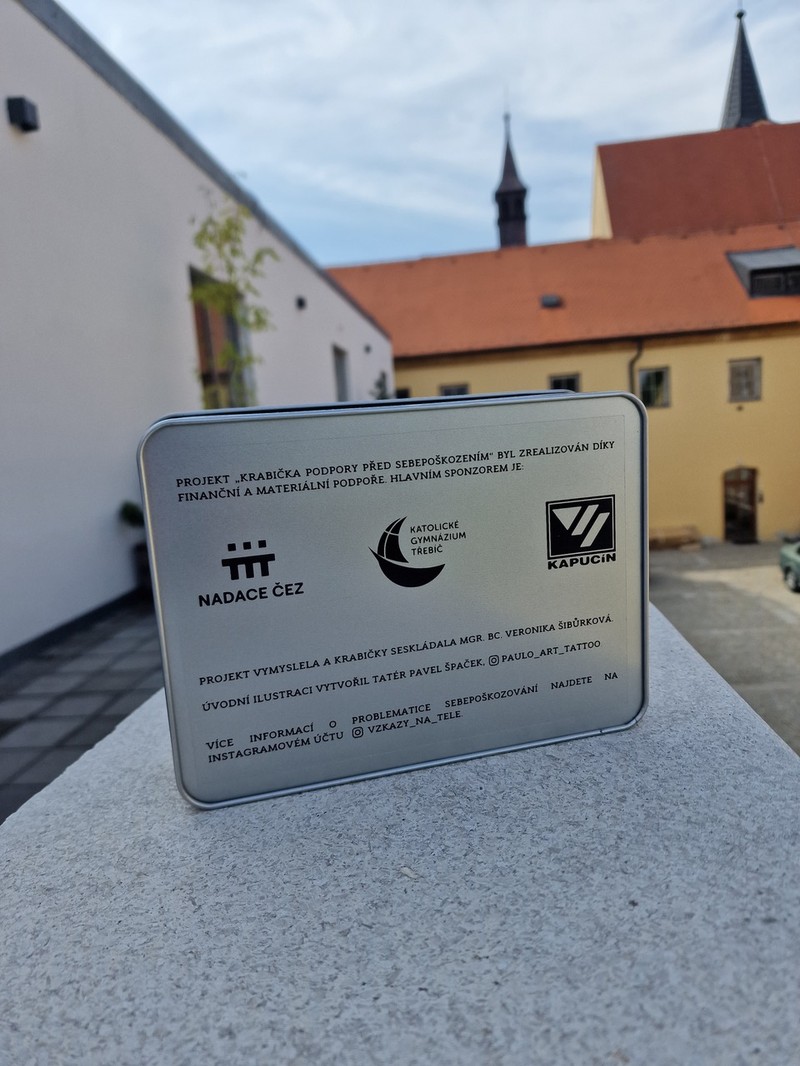 PROJEKT „KRABIČKA PODPORY PŘED SEBEPOŠKOZENÍM" BYL ZREALIZOVÁN DÍKY
FINANČNÍ A MATERIÁLNÍ PODPOŘE. HLAVNÍM SPONZOREM JE:
NADACE ČEZ
KATOLICKÉ
GYMNÁZIUM
TŘEBÍČ
KAPUCíN
PROJEKT VYMYSLELA A KRABIČKY SESKLÁDALA MGR. BC. VERONIKA ŠIBŮRKOVÁ.
ÚVODNÍ ILUSTRACI VYTVOŘIL TATÉR PAVEL ŠPAČEK, PAULO_ART_TATTOO
VÍCE INFORMACÍ O PROBLEMATICE SEBEPOŠKOZOVÁNÍ NAJDETE NA
INSTAGRAMOVÉM ÚČTU VZKAZY_NA_TELE.